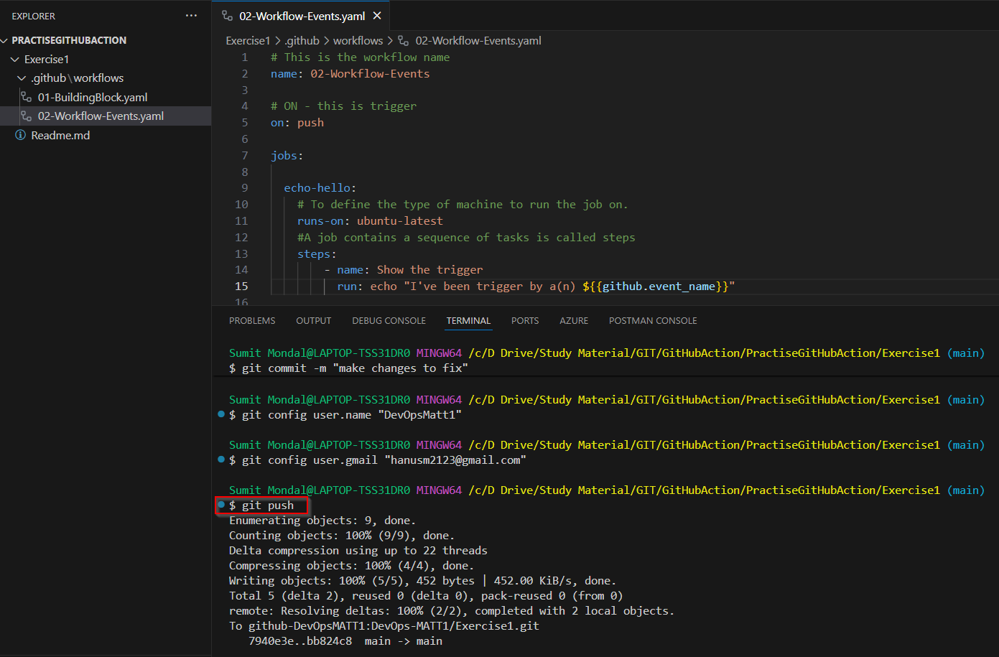 EXPLORER ...
PRACTISEGITHUBACTION
Exercise1
.github\workflows
01-BuildingBlock.yaml
02-Workflow-Events.yaml
Readme.md
02-Workflow-Events.yaml
Exercise1 > .github > workflows > 02-Workflow-Events.yaml
1 # This is the workflow name
2 name: 02-Workflow-Events
3
4 # ON - this is trigger
5 on: push
6
7 jobs:
8
9 echo-hello:
10 # To define the type of machine to run the job on.
11 runs-on: ubuntu-latest
12 #A job contains a sequence of tasks is called steps
13 steps:
14 - name: Show the trigger
15 run: echo "I've been trigger by a(n) ${{github.event_name}}"
16
PROBLEMS OUTPUT DEBUG CONSOLE TERMINAL PORTS AZURE POSTMAN CONSOLE
Sumit Mondal@LAPTOP-TSS31DR0 MINGW64 /c/D Drive/Study Material/GIT/GitHubAction/PractiseGitHubAction/Exercise1 (main)
$ git commit -m "make changes to fix"
Sumit Mondal@LAPTOP-TSS31DR0 MINGW64 /c/D Drive/Study Material/GIT/GitHubAction/PractiseGitHubAction/Exercise1 (main)
$ git config user.name "DevOpsMatt1"
Sumit Mondal@LAPTOP-TSS31DR0 MINGW64 /c/D Drive/Study Material/GIT/GitHubAction/PractiseGitHubAction/Exercise1 (main)
$ git config user.gmail "hanusm2123@gmail.com"
Sumit Mondal@LAPTOP-TSS31DR0 MINGW64 /c/D Drive/Study Material/GIT/GitHubAction/PractiseGitHubAction/Exercise1 (main)
$ git push
Enumerating objects: 9, done.
Counting objects: 100% (9/9), done.
Delta compression using up to 22 threads
Compressing objects: 100% (4/4), done.
Writing objects: 100% (5/5), 452 bytes | 452.00 KiB/s, done.
Total 5 (delta 2), reused 0 (delta 0), pack-reused 0 (from 0)
remote: Resolving deltas: 100% (2/2), completed with 2 local objects.
To github-DevOpsMATT1:DevOps-MATT1/Exercise1.git
7940e3e..bb824c8 main -> main